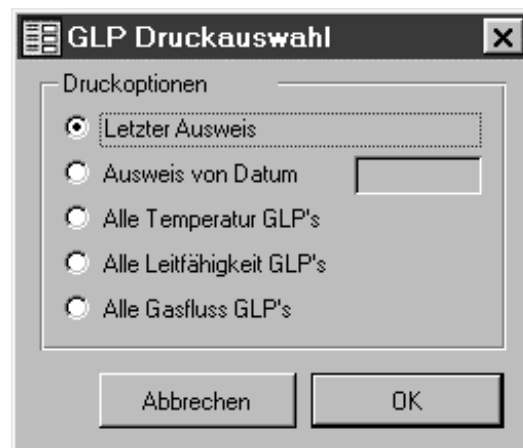 GLP Druckauswahl
Druckoptionen
Letzter Ausweis
Ausweis von Datum
Alle Temperatur GLP's
Alle Leitfähigkeit GLP's
Alle Gasfluss GLP's
Abbrechen OK